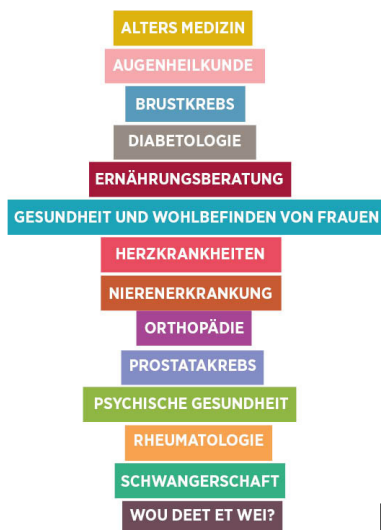 ALTERS MEDIZIN
AUGENHEILKUNDE
BRUSTKREBS
DIABETOLOGIE
ERNÄHRUNGSBERATUNG
GESUNDHEIT UND WOHLBEFINDEN VON FRAUEN
HERZKRANKHEITEN
NIERENERKRANKUNG
ORTHOPÄDIE
PROSTATAKREBS
PSYCHISCHE GESUNDHEIT
RHEUMATOLOGIE
SCHWANGERSCHAFT
WOU DEET ET WEI?